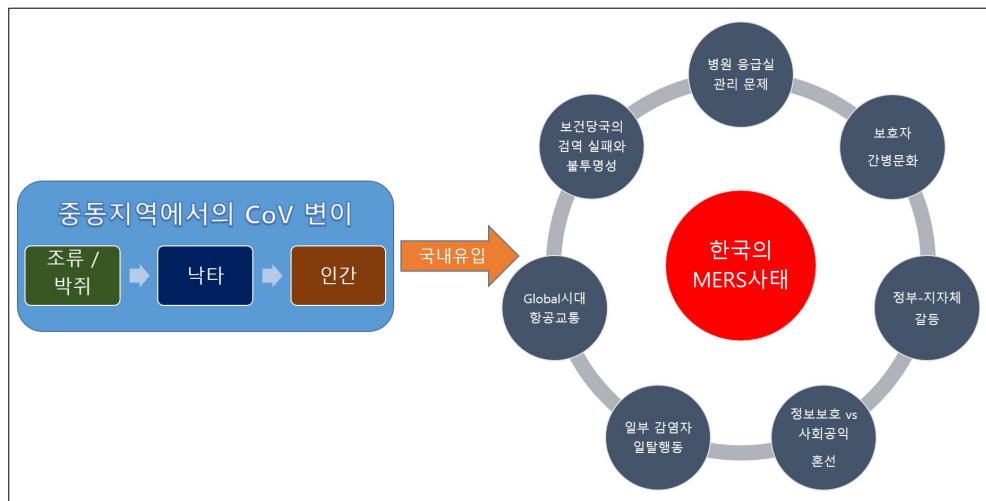 중동지역에서의 CoV 변이
조류 /
박쥐
낙타
인간
국내유입
한국의
MERS사태
병원 응급실
관리 문제
보호자
간병문화
정부-지자체
갈등
정보보호 vs
사회공익
혼선
일부 감염자
일탈행동
Global시대
항공교통
보건당국의
검역 실패와
불투명성